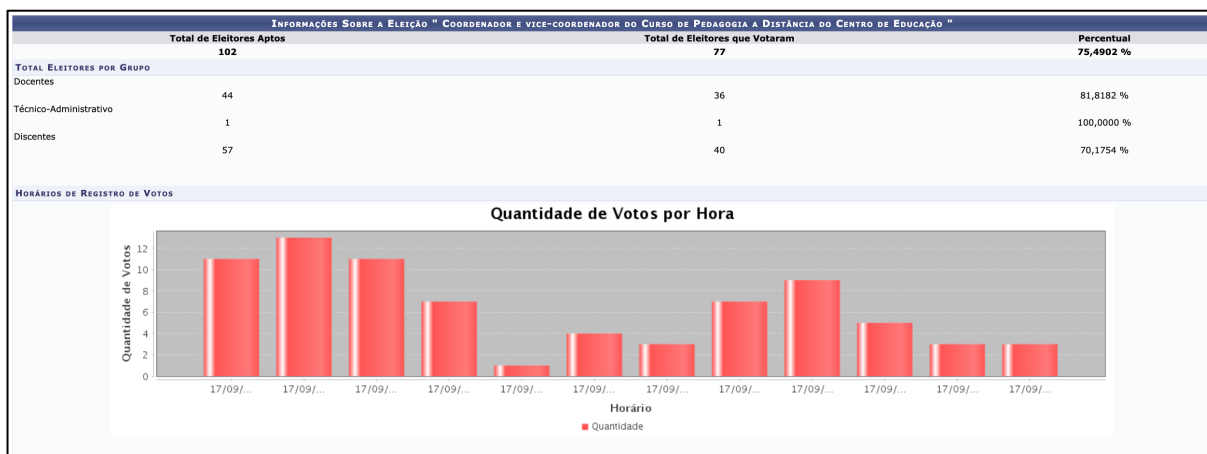 Informações Sobre a Eleição " Coordenador e vice-coordenador do Curso de Pedagogia a Distância do Centro de Educação "
Total de Eleitores Aptos Total de Eleitores que Votaram Percentual
102 77 75,4902 %
Total Eleitores por Grupo
Docentes
44 36 81,8182 %
Técnico-Administrativo
1 1 100,0000 %
Discentes
57 40 70,1754 %
Horários de Registro de Votos
Quantidade de Votos por Hora
Quantidade de Votos
12
10
8
6
4
2
0
17/09/... 17/09/... 17/09/... 17/09/... 17/09/... 17/09/... 17/09/... 17/09/... 17/09/... 17/09/... 17/09/... 17/09/...
Horário
Quantidade